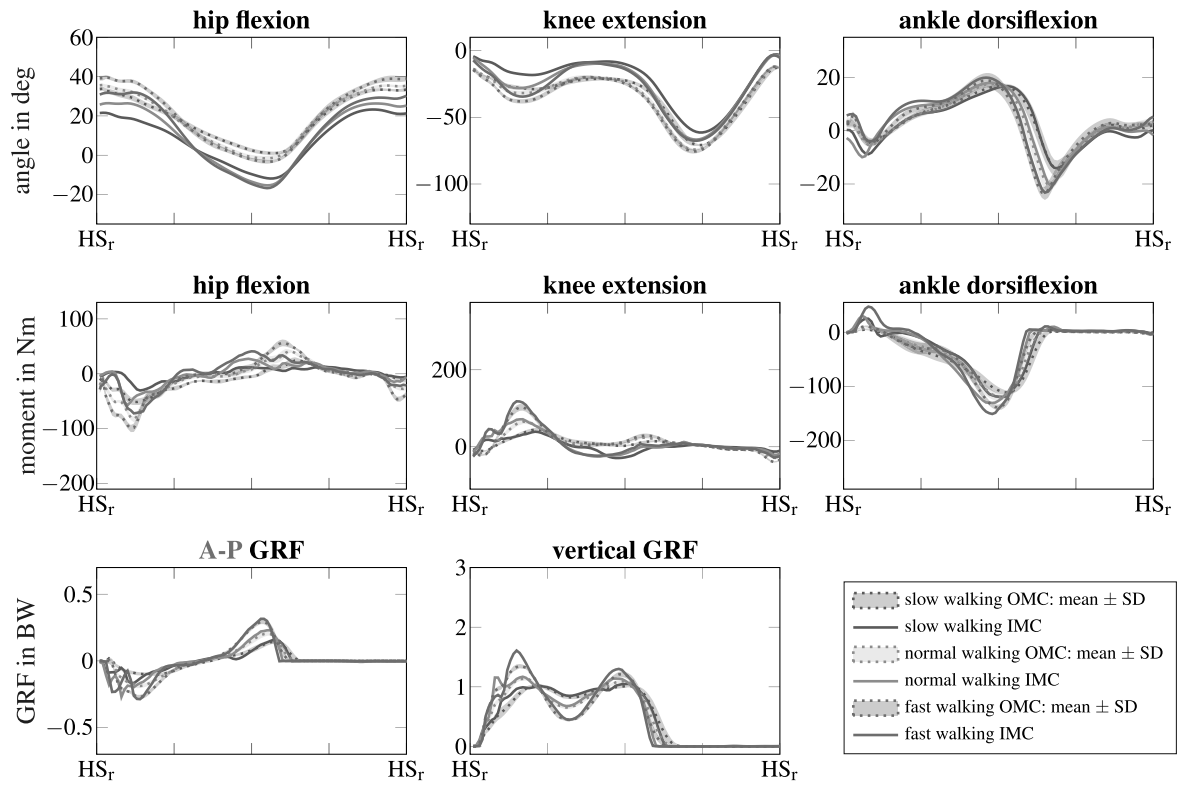 hip flexion
knee extension
ankle dorsiflexion
angle in deg
60
40
20
0
−20
0
−50
−100
20
0
−20
HSr HSr
HSr HSr
HSr HSr
hip flexion
knee extension
ankle dorsiflexion
moment in Nm
100
0
−100
−200
200
0
0
−100
−200
HSr HSr
HSr HSr
HSr HSr
A-P GRF
vertical GRF
GRF in BW
0.5
0
−0.5
3
2
1
0
HSr HSr
HSr HSr
slow walking OMC: mean ± SD
slow walking IMC
normal walking OMC: mean ± SD
normal walking IMC
fast walking OMC: mean ± SD
fast walking IMC